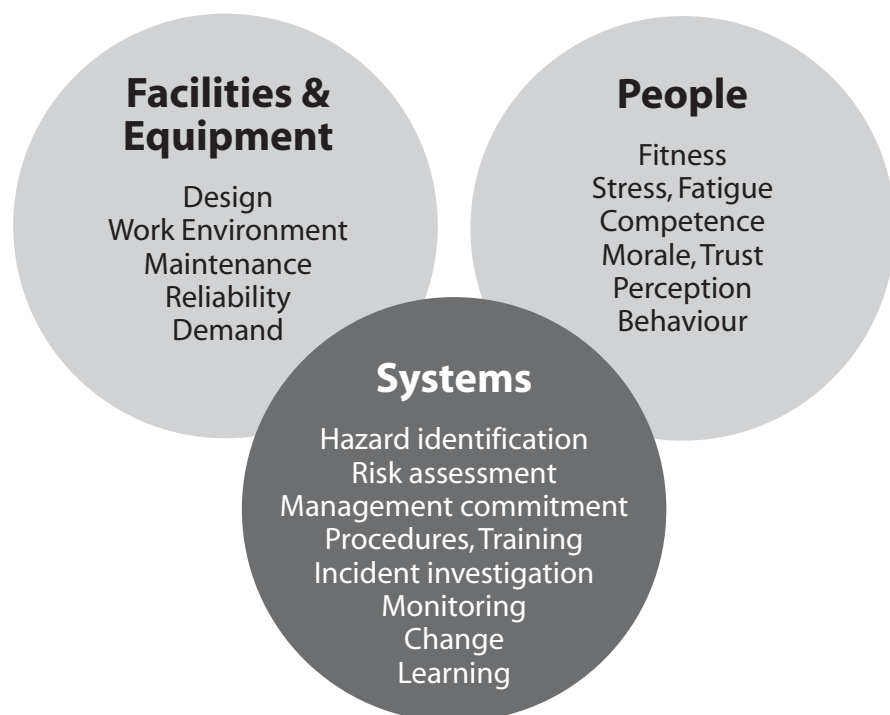 Facilities &
Equipment
Design
Work Environment
Maintenance
Reliability
Demand
People
Fitness
Stress, Fatigue
Competence
Morale, Trust
Perception
Behaviour
Systems
Hazard identification
Risk assessment
Management commitment
Procedures, Training
Incident investigation
Monitoring
Change
Learning